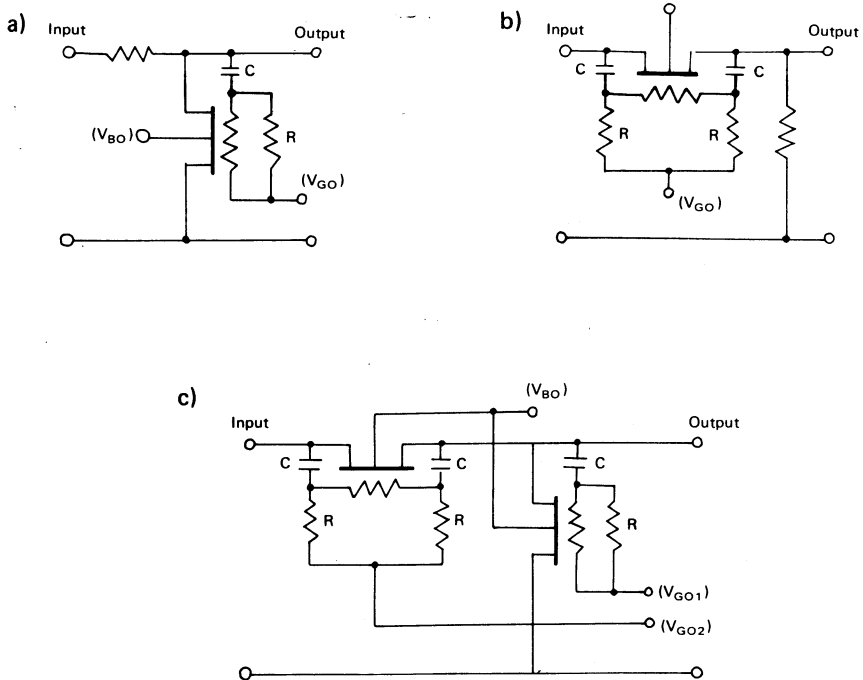 a)
Input
Output
C
(VBO)
R
(VGO)
b)
Input
Output
C
C
R
R
(VGO)
c)
(VBO)
Input
Output
C
C
C
R
R
R
(VGO1)
(VGO2)